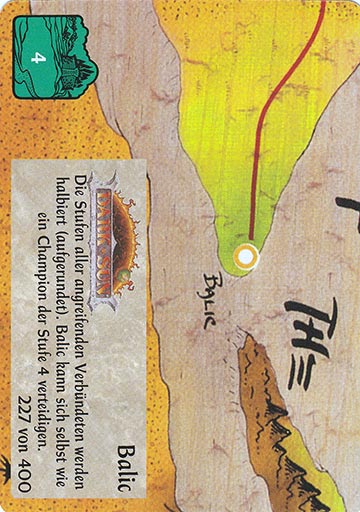 4
Balic
DARK SUN
Die Stufen aller angreifenden Verbündeten werden
halbiert (aufgerundet). Balic kann sich selbst wie
ein Champion der Stufe 4 verteidigen.
227 von 400
BALIC
THE